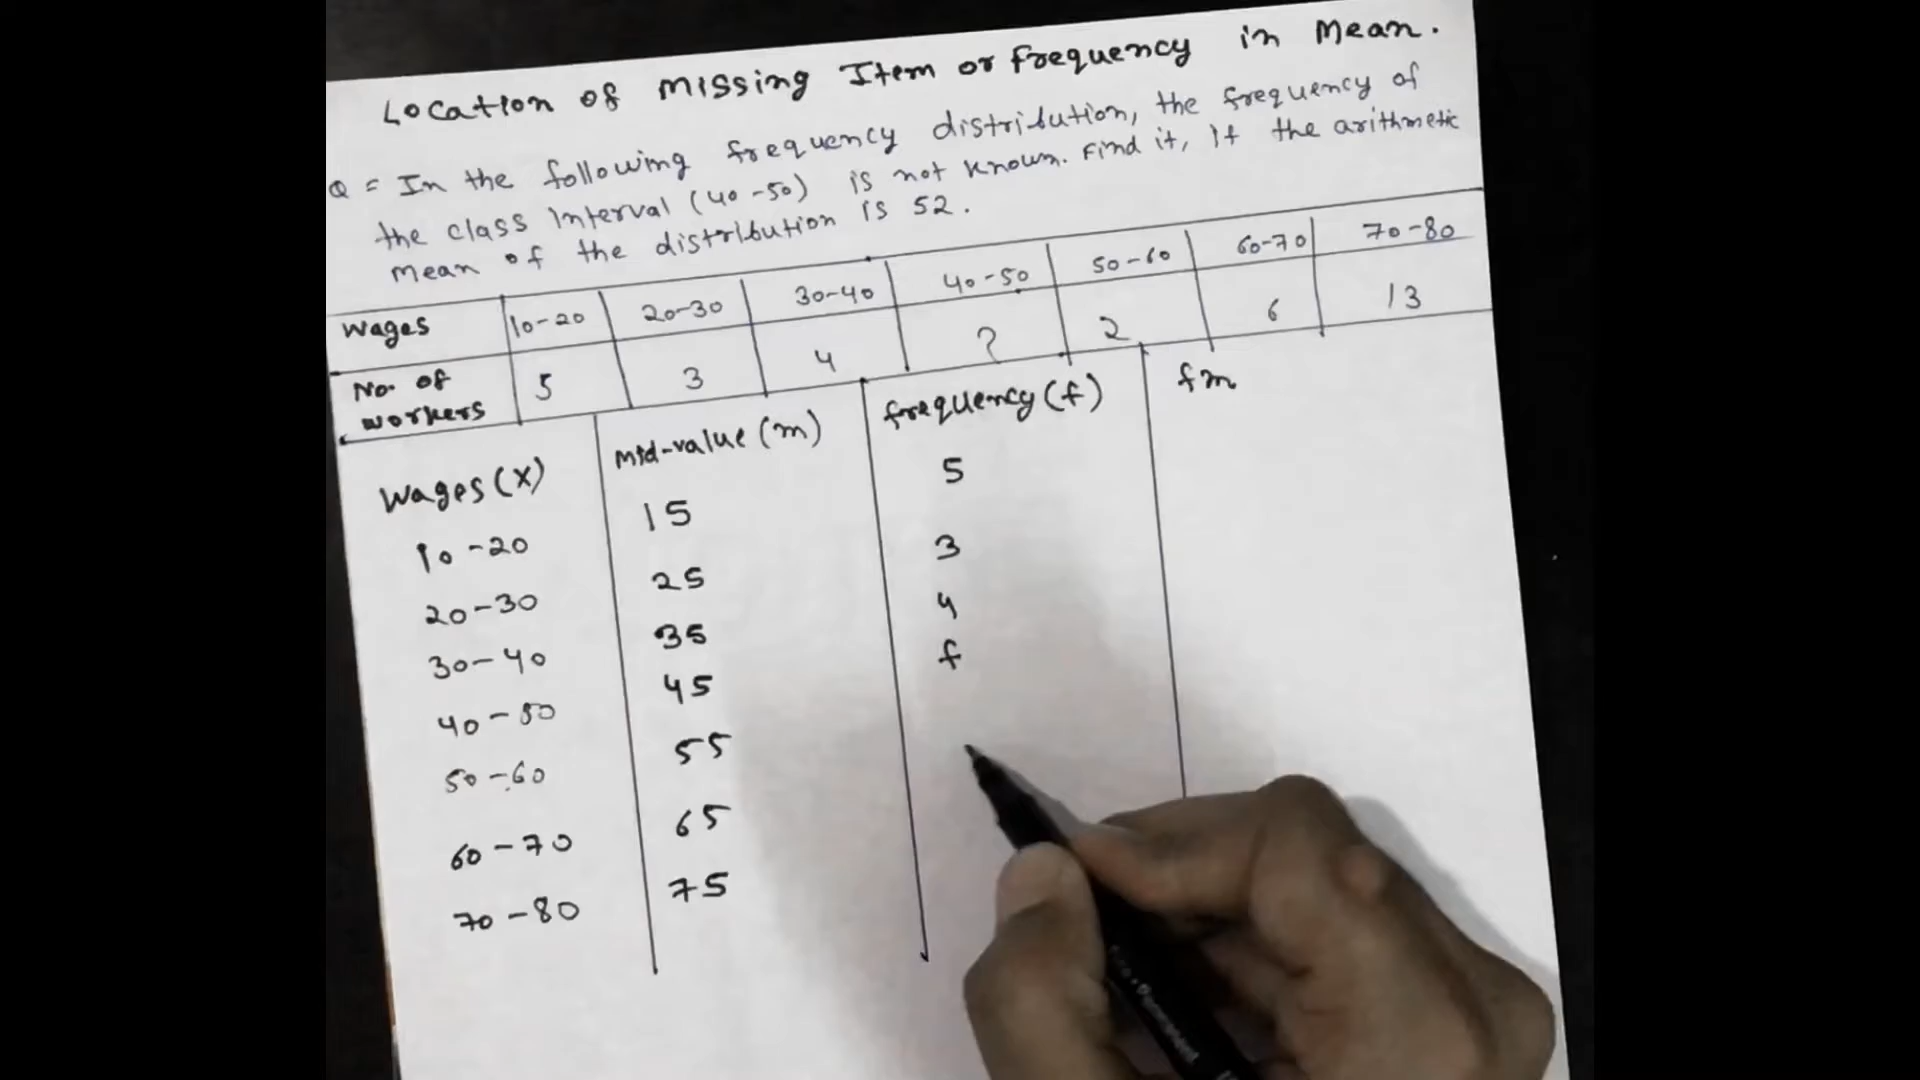 Location of Missing Item or frequency in Mean.
Q = In the following frequency distribution, the frequency of
the class Interval (40-50) is not known. Find it, If the arithmetic
mean of the distribution is 52.
Wages 10-20 20-30 30-40 40-50 50-60 60-70 70-80
No. of workers 5 3 4 ? 2 6 13
Wages (X) Mid-value (m) frequency (f) fm
10-20 15 5
20-30 25 3
30-40 35 4
40-50 45 f
50-60 55
60-70 65
70-80 75